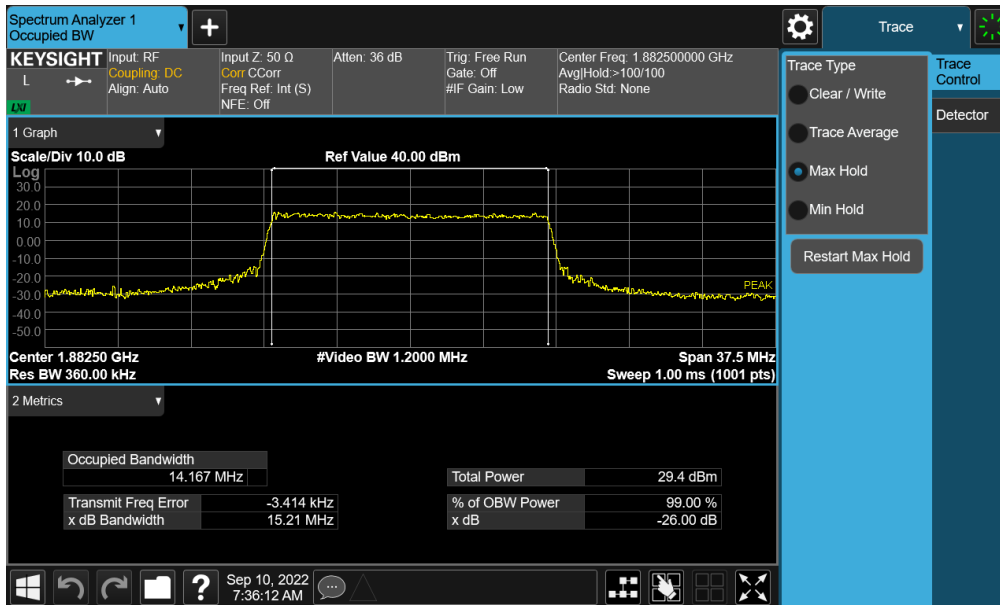 Spectrum Analyzer 1
Occupied BW
+
Trace
KEYSIGHT
L
LXI
Input: RF
Coupling: DC
Align: Auto
Input Z: 50 Ω
Corr CCorr
Freq Ref: Int (S)
NFE: Off
Atten: 36 dB
Trig: Free Run
Gate: Off
#IF Gain: Low
Center Freq: 1.882500000 GHz
Avg|Hold:>100/100
Radio Std: None
Trace Type
Clear / Write
Trace Average
Max Hold
Min Hold
Restart Max Hold
Trace
Control
Detector
1 Graph
Scale/Div 10.0 dB
Ref Value 40.00 dBm
Log
30.0
20.0
10.0
0.00
-10.0
-20.0
-30.0
-40.0
-50.0
PEAK
Center 1.88250 GHz
#Video BW 1.2000 MHz
Span 37.5 MHz
Res BW 360.00 kHz
Sweep 1.00 ms (1001 pts)
2 Metrics
Occupied Bandwidth
14.167 MHz
Total Power 29.4 dBm
Transmit Freq Error -3.414 kHz
% of OBW Power 99.00 %
x dB Bandwidth 15.21 MHz
x dB -26.00 dB
?
Sep 10, 2022
7:36:12 AM